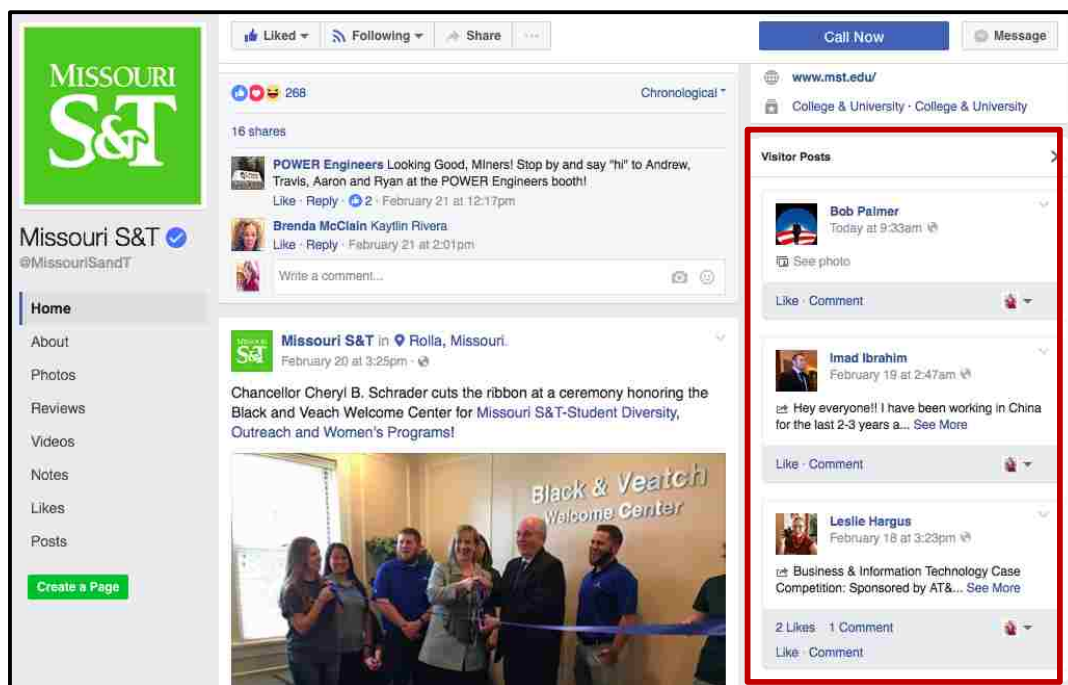 MISSOURI
S&T
Missouri S&T
@MissouriSandT
Home
About
Photos
Reviews
Videos
Notes
Likes
Posts
Create a Page
Liked
Following
Share
268
Chronological
16 shares
POWER Engineers Looking Good, MIners! Stop by and say "hi" to Andrew,
Travis, Aaron and Ryan at the POWER Engineers booth!
Like · Reply · 2 · February 21 at 12:17pm
Brenda McClain Kaytlin Rivera
Like · Reply · February 21 at 2:01pm
Write a comment...
MISSOURI
S&T
Missouri S&T in Rolla, Missouri.
February 20 at 3:25pm ·
Chancellor Cheryl B. Schrader cuts the ribbon at a ceremony honoring the
Black and Veach Welcome Center for Missouri S&T-Student Diversity,
Outreach and Women's Programs!
Black & Veatch
Welcome Center
Call Now
Message
www.mst.edu/
College & University · College & University
Visitor Posts
Bob Palmer
Today at 9:33am
See photo
Like · Comment
Imad Ibrahim
February 19 at 2:47am
Hey everyone!! I have been working in China
for the last 2-3 years a... See More
Like · Comment
Leslie Hargus
February 18 at 3:23pm
Business & Information Technology Case
Competition: Sponsored by AT&... See More
2 Likes 1 Comment
Like · Comment